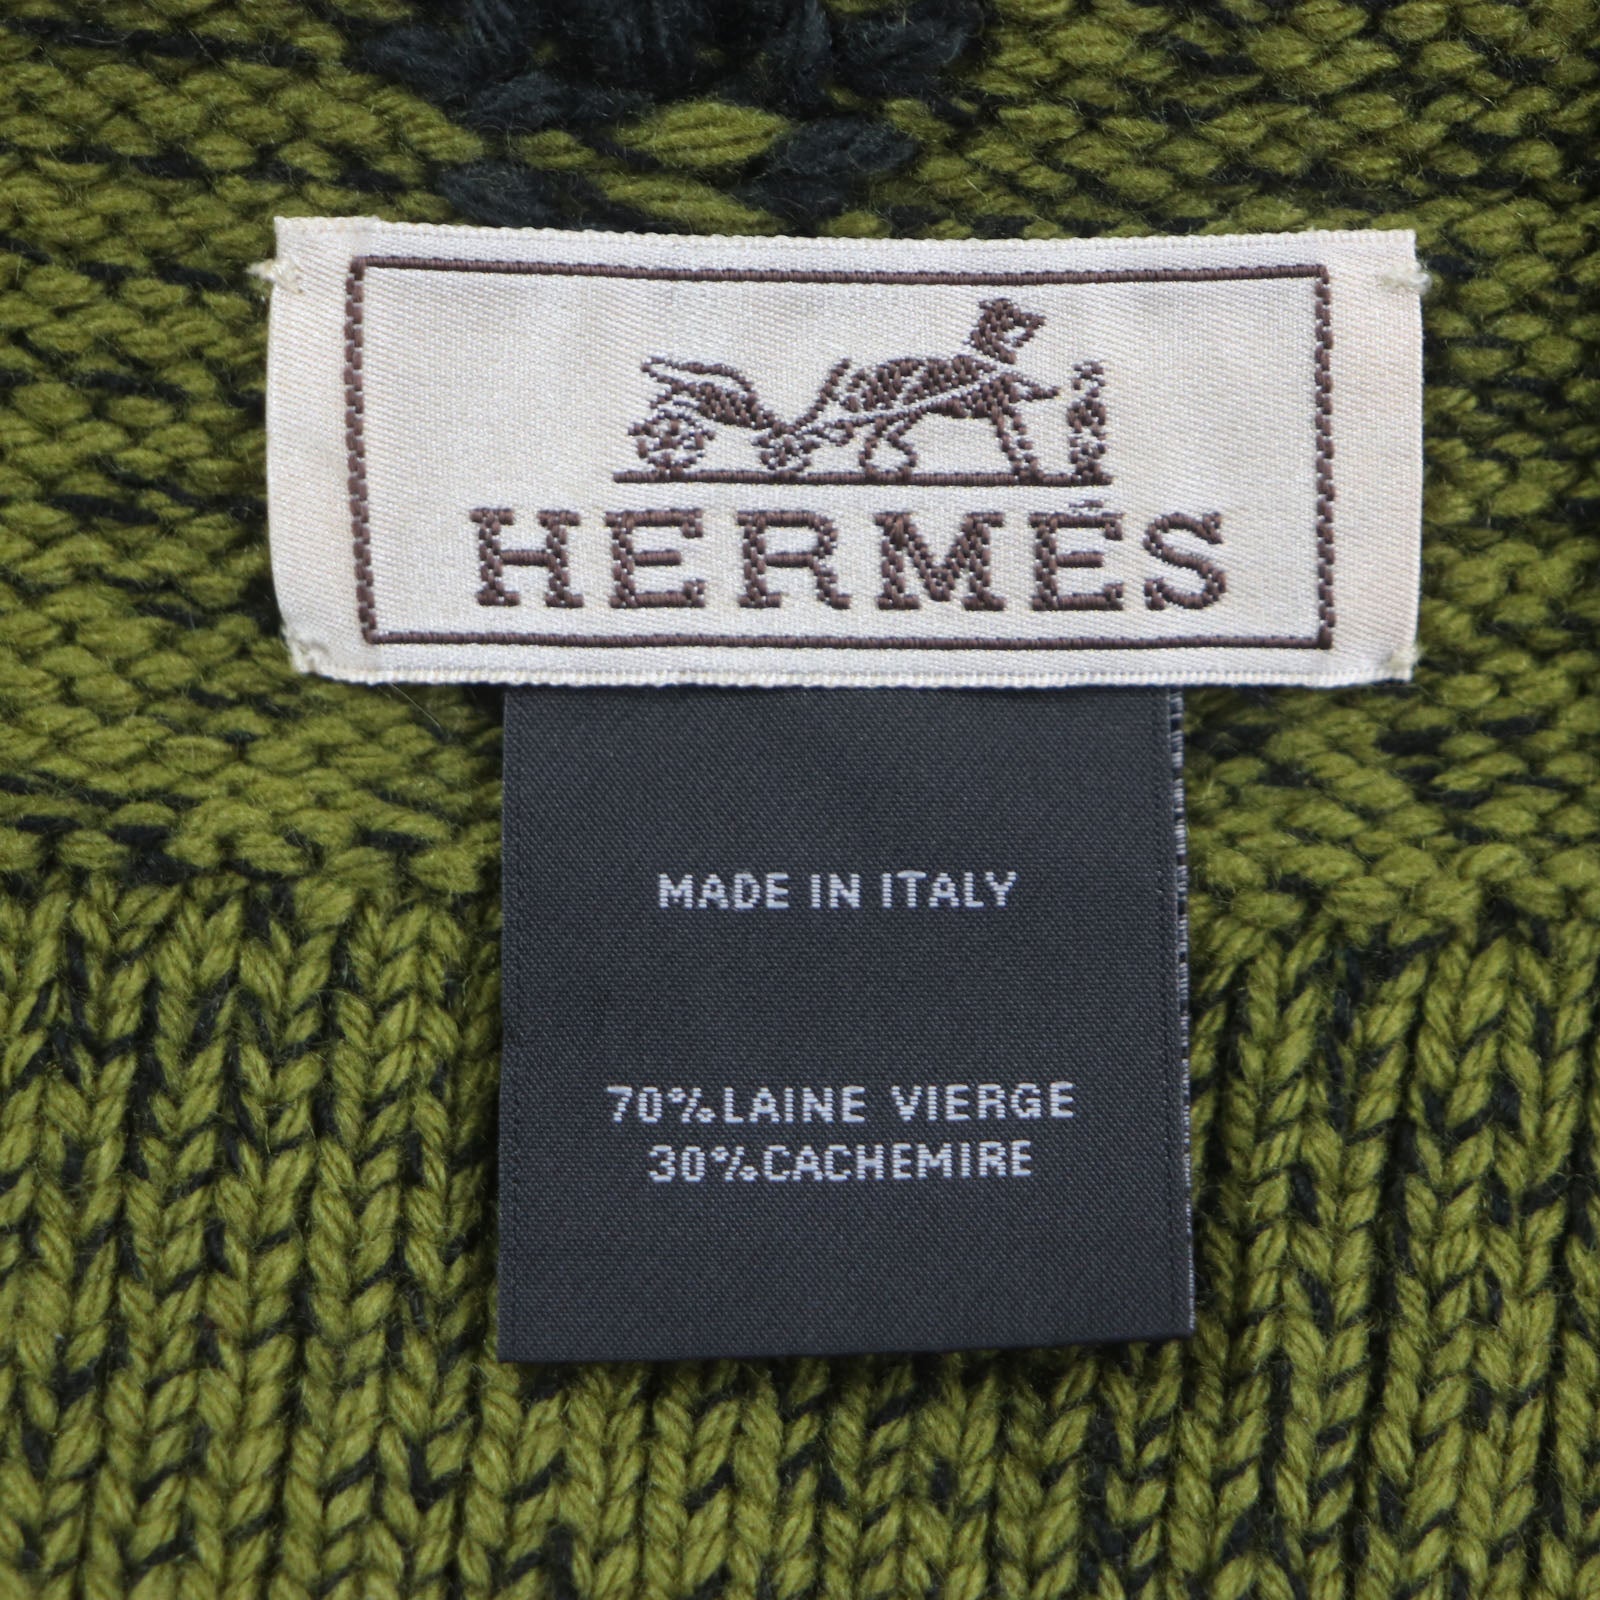 HERMÈS
MADE IN ITALY
70%LAINE VIERGE
30%CACHEMIRE